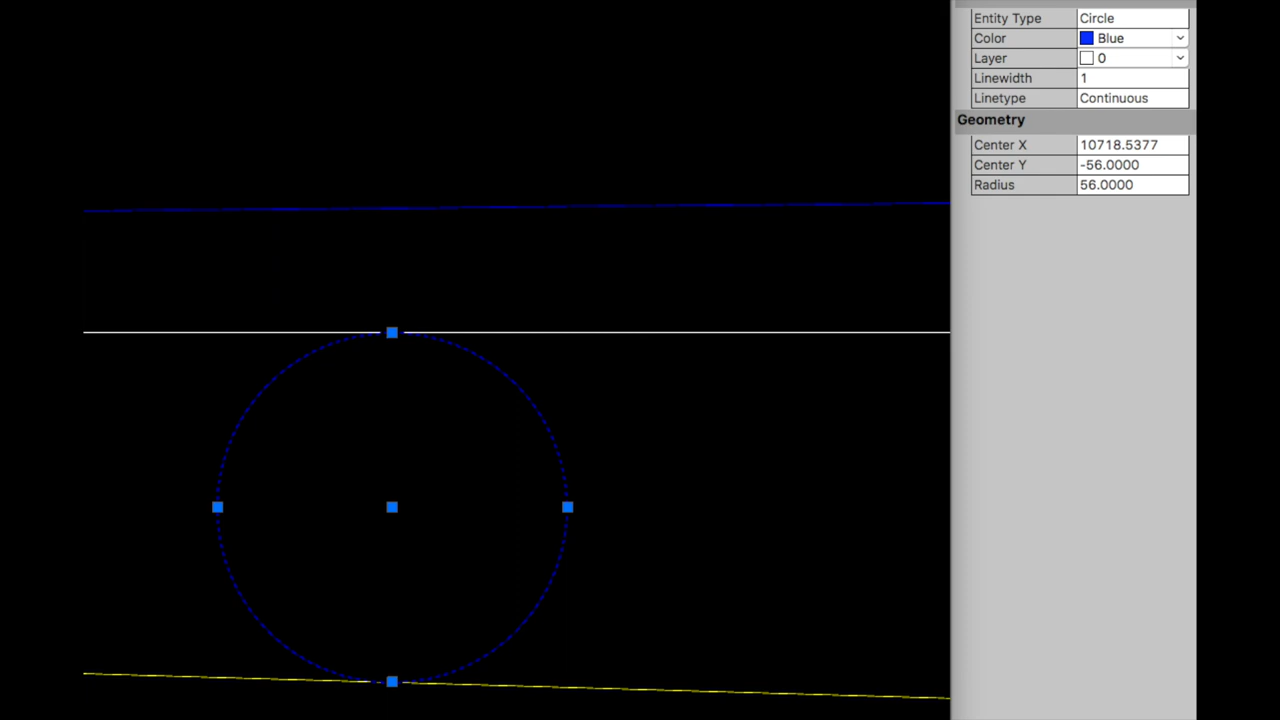 Entity Type Circle
Color Blue
Layer 0
Linewidth 1
Linetype Continuous
Geometry
Center X 10718.5377
Center Y -56.0000
Radius 56.0000